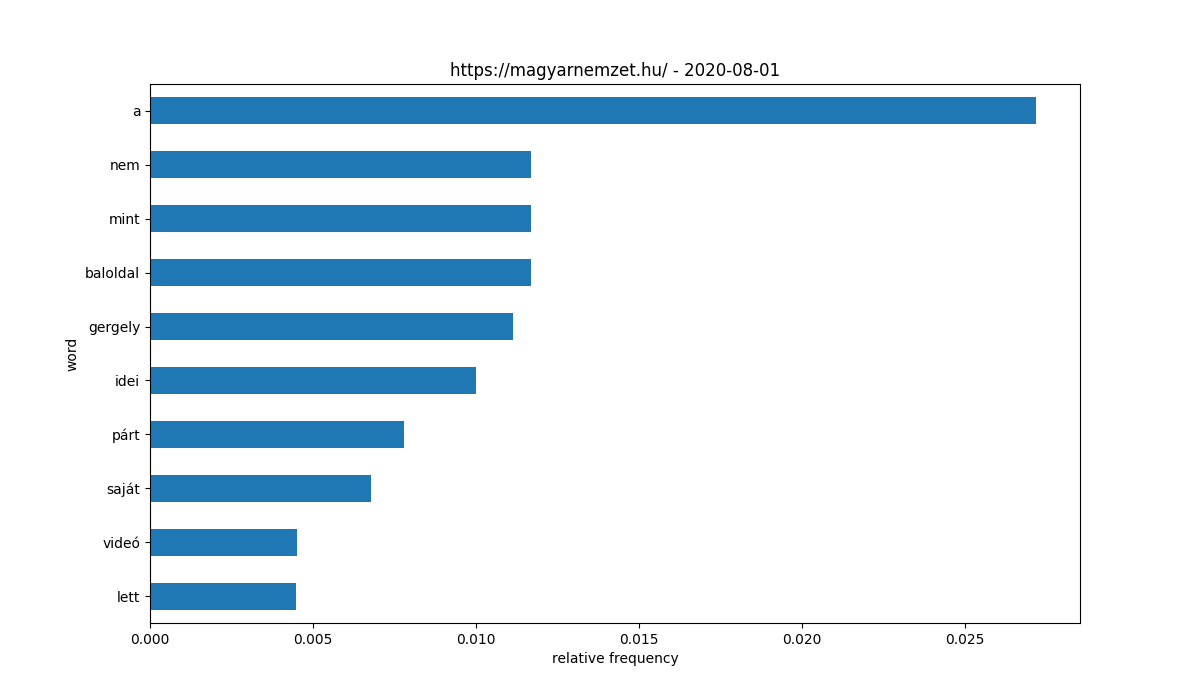 https://magyarnemzet.hu/ - 2020-08-01
a
nem
mint
baloldal
gergely
idei
párt
saját
videó
lett
word
0.000 0.005 0.010 0.015 0.020 0.025
relative frequency